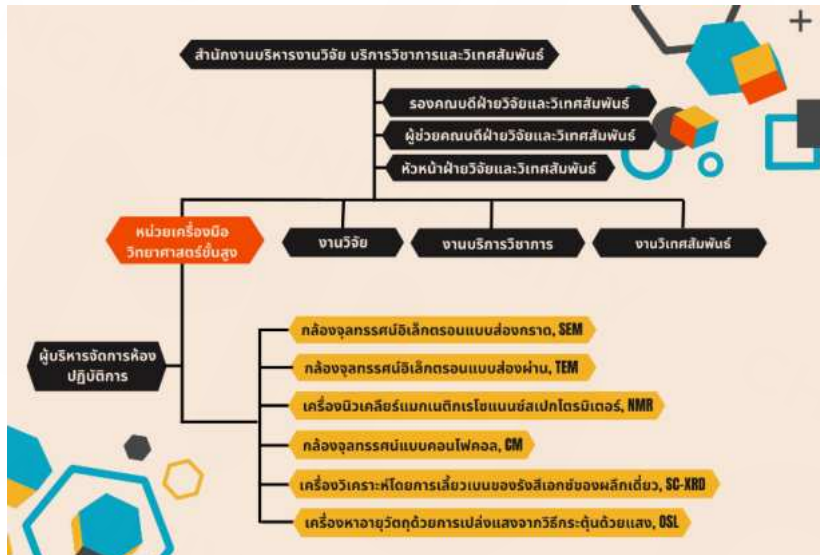 สำนักงานบริหารงานวิจัย บริการวิชาการและวิเทศสัมพันธ์
รองคณบดีฝ่ายวิจัยและวิเทศสัมพันธ์
ผู้ช่วยคณบดีฝ่ายวิจัยและวิเทศสัมพันธ์
หัวหน้าฝ่ายวิจัยและวิเทศสัมพันธ์
หน่วยเครื่องมือ
วิทยาศาสตร์ขั้นสูง
งานวิจัย
งานบริการวิชาการ
งานวิเทศสัมพันธ์
ผู้บริหารจัดการห้อง
ปฏิบัติการ
กล้องจุลทรรศน์อิเล็กตรอนแบบส่องกราด, SEM
กล้องจุลทรรศน์อิเล็กตรอนแบบส่องผ่าน, TEM
เครื่องนิวเคลียร์แมกเนติกเรโซแนนซ์สเปกโตรมิเตอร์, NMR
กล้องจุลทรรศน์แบบคอนโฟคอล, CM
เครื่องวิเคราะห์โดยการเลี้ยวเบนของรังสีเอกซ์ของผลึกเดี่ยว, SC-XRD
เครื่องหาอายุวัตถุด้วยการเปล่งแสงจากวิธีกระตุ้นด้วยแสง, OSL